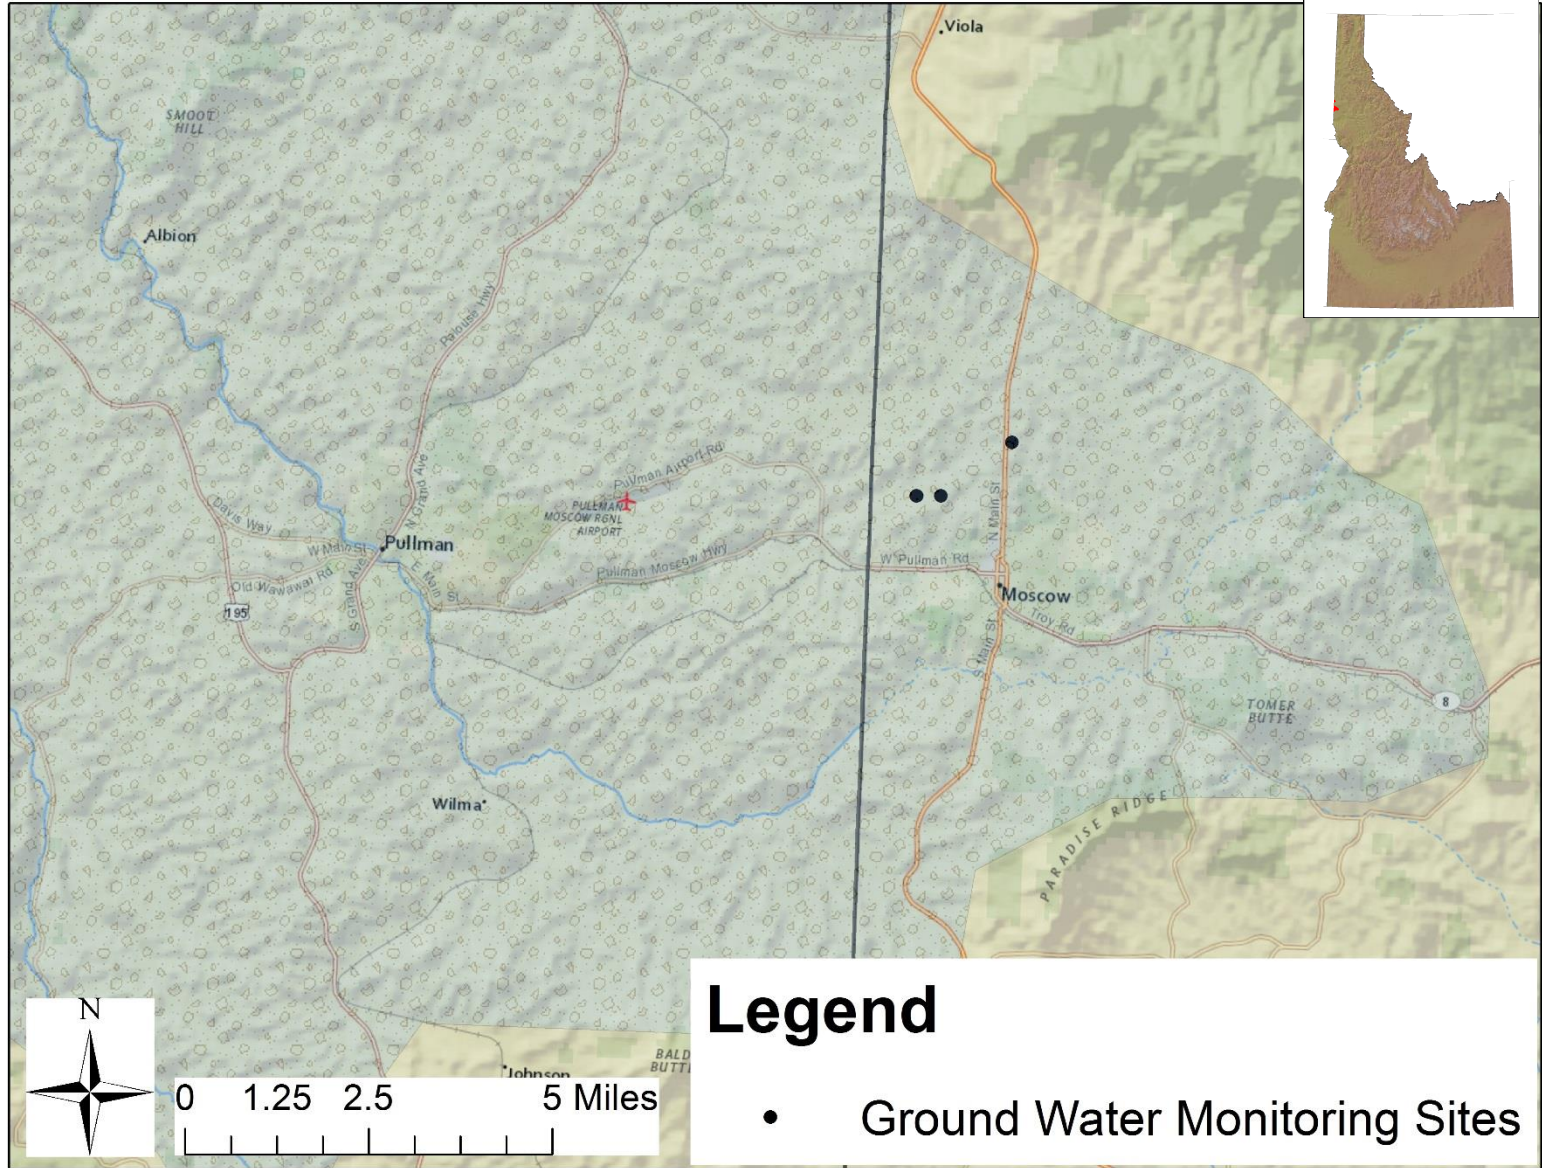 Viola
SMOOT
HILL
Albion
Palouse Hwy
Pullman Airport Rd
PULLMAN
MOSCOW RGNL
AIRPORT
N Grand Ave
Davis Way
W Main St
Pullman
Old Wawawai Rd
E Main St
S Grand Ave
195
Pullman Moscow Hwy
W Pullman Rd
N Main St
Moscow
Troy Rd
S Main St
TOMER
BUTTE
8
Wilma
PARADISE RIDGE
BALD
BUTT
Johnson
N
0 1.25 2.5 5 Miles
Legend
Ground Water Monitoring Sites